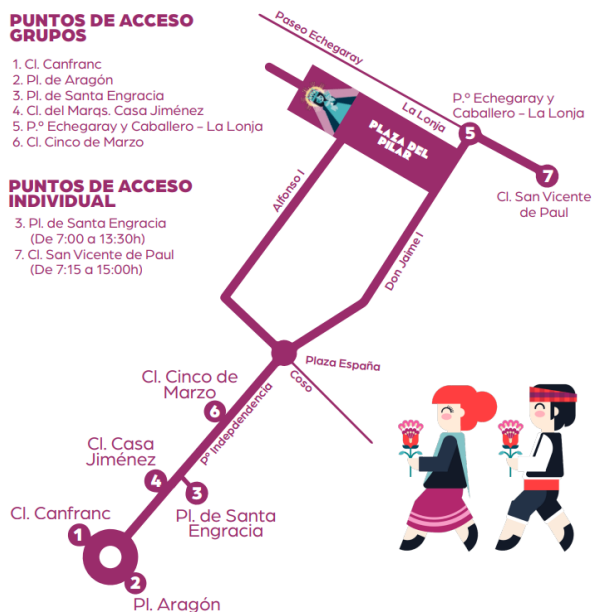 PUNTOS DE ACCESO
GRUPOS
1. Cl. Canfranc
2. Pl. de Aragón
3. Pl. de Santa Engracia
4. Cl. del Marqs. Casa Jiménez
5. P.º Echegaray y Caballero - La Lonja
6. Cl. Cinco de Marzo
PUNTOS DE ACCESO
INDIVIDUAL
3. Pl. de Santa Engracia
(De 7:00 a 13:30h)
7. Cl. San Vicente de Paul
(De 7:15 a 15:00h)
Paseo Echegaray
La Lonja
PLAZA DEL
PILAR
P.º Echegaray y
Caballero - La Lonja
5
7
Cl. San Vicente
de Paul
Alfonso I
Don Jaime I
Plaza España
Coso
Pº Indepdendencia
Cl. Cinco de
Marzo
6
Cl. Casa
Jiménez
4
3
Pl. de Santa
Engracia
Cl. Canfranc
1
2
Pl. Aragón